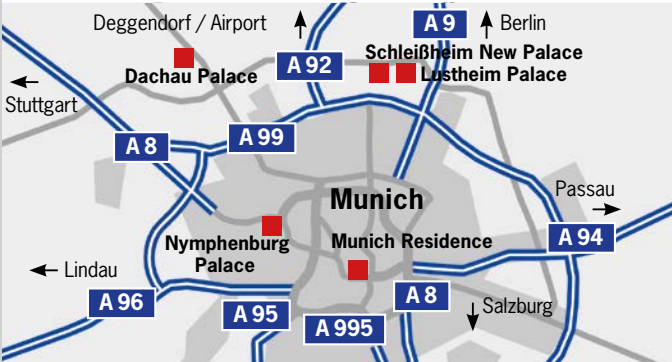 Deggendorf / Airport
A 9
Berlin
Schleißheim New Palace
A 92
Lustheim Palace
Dachau Palace
Stuttgart
A 99
A 8
Passau
Munich
A 94
Nymphenburg
Palace
Munich Residence
Lindau
A 96
A 95
A 995
A 8
Salzburg